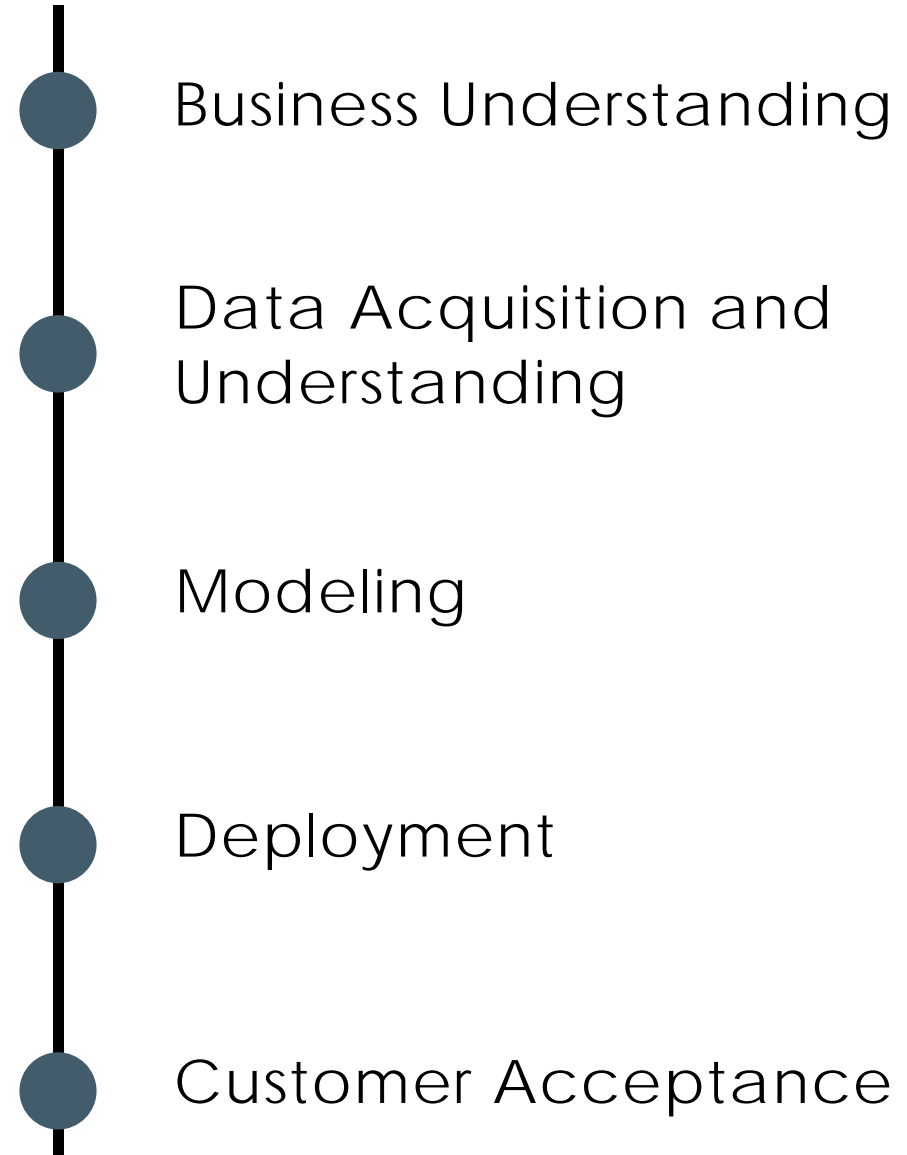 Business Understanding
Data Acquisition and
Understanding
Modeling
Deployment
Customer Acceptance